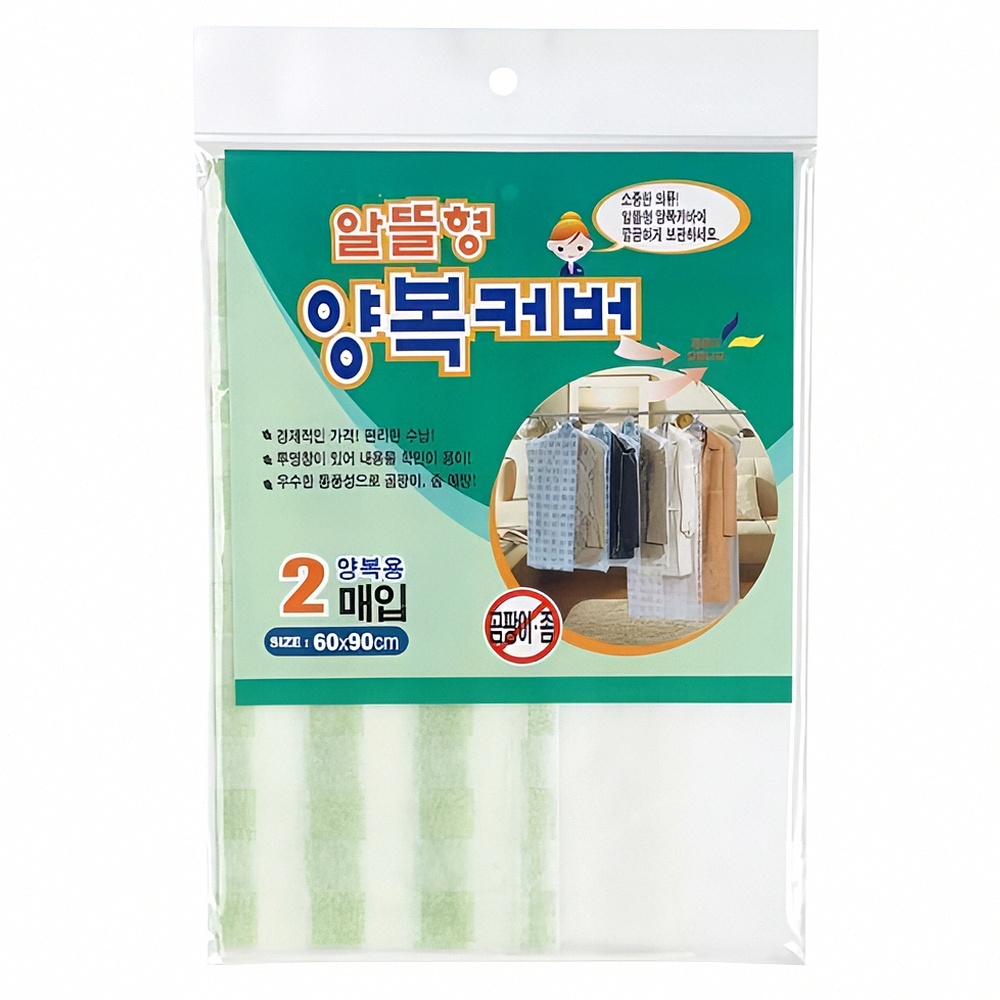 알뜰형
양복커버
소중한 의류!
알뜰형 양복커버에
깔끔하게 보관하세요
경제적인 가격! 편리한 수납!
투명창이 있어 내용물 확인이 용이!
우수한 통풍성으로 곰팡이, 좀 예방!
2
양복용
매입
SIZE : 60x90cm
곰팡이·좀